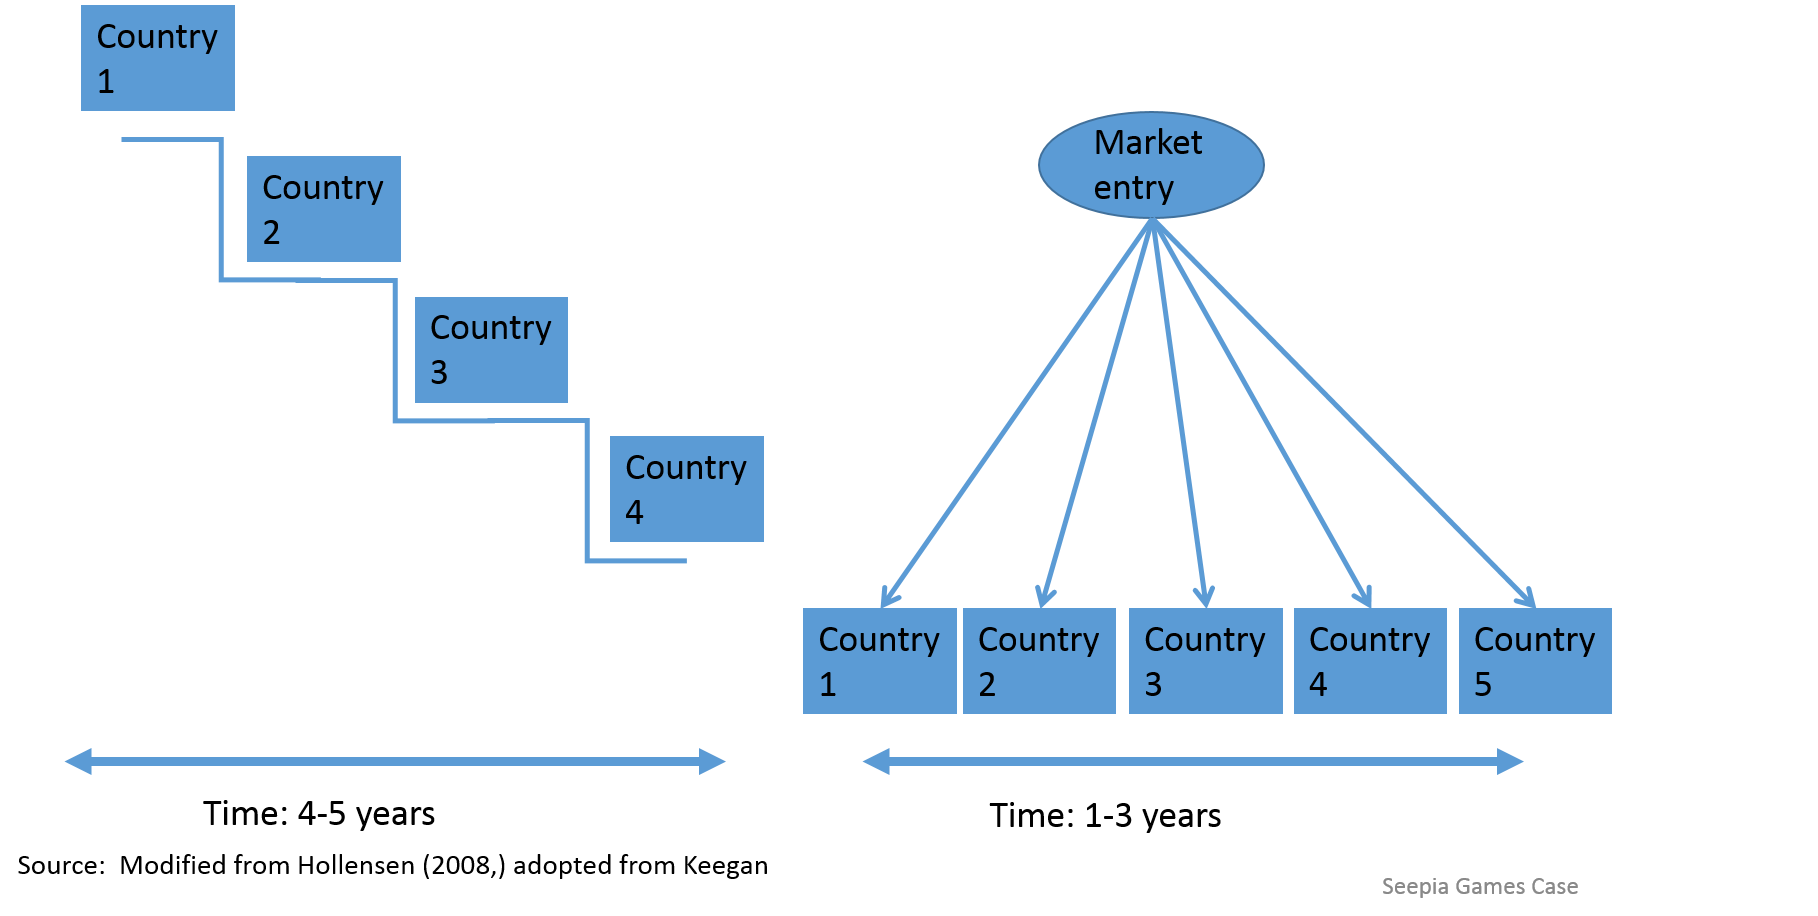 Country
1
Country
2
Country
3
Country
4
Time: 4-5 years
Market
entry
Country
1
Country
2
Country
3
Country
4
Country
5
Time: 1-3 years
Source:  Modified from Hollensen (2008,) adopted from Keegan
Seepia Games Case